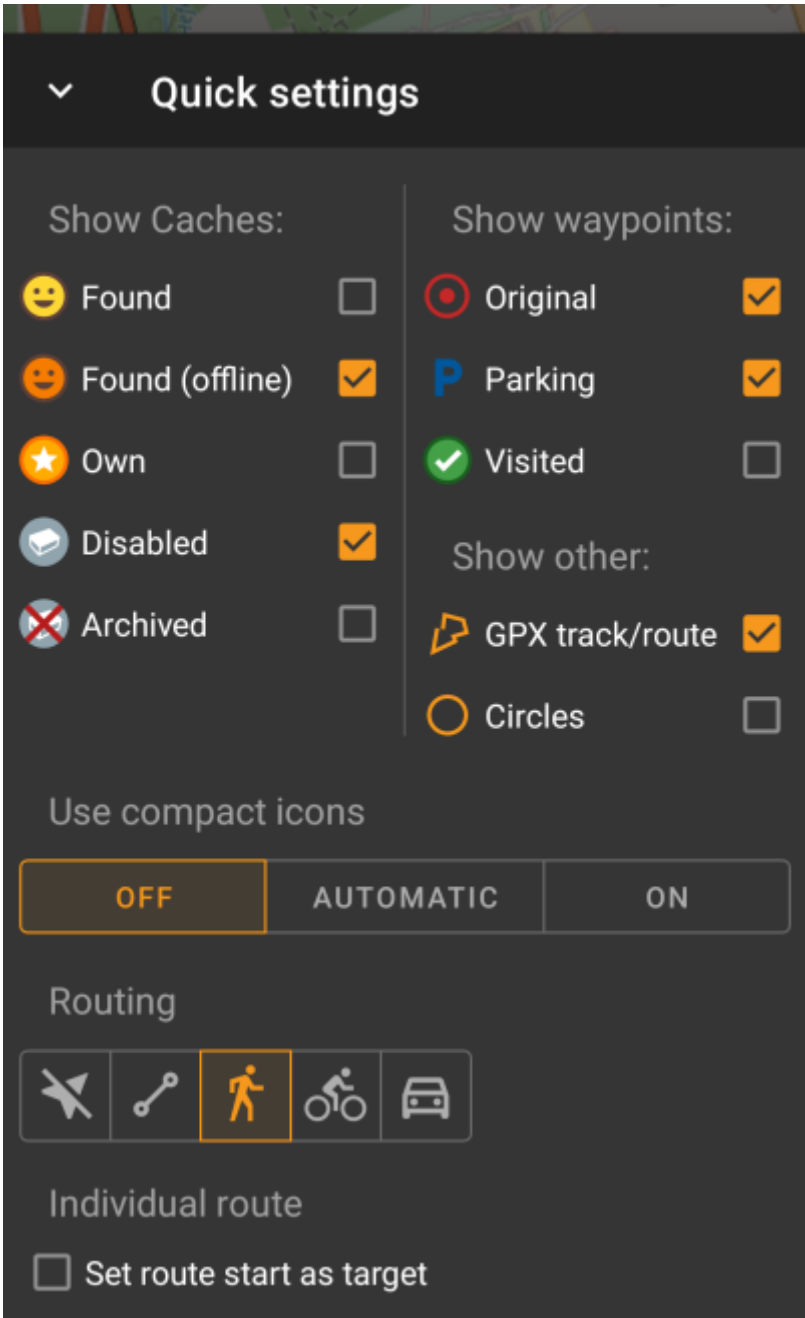 Quick settings
Show Caches:
Found
Found (offline)
Own
Disabled
Archived
Show waypoints:
Original
P Parking
Visited
Show other:
GPX track/route
Circles
Use compact icons
OFF AUTOMATIC ON
Routing
Individual route
Set route start as target